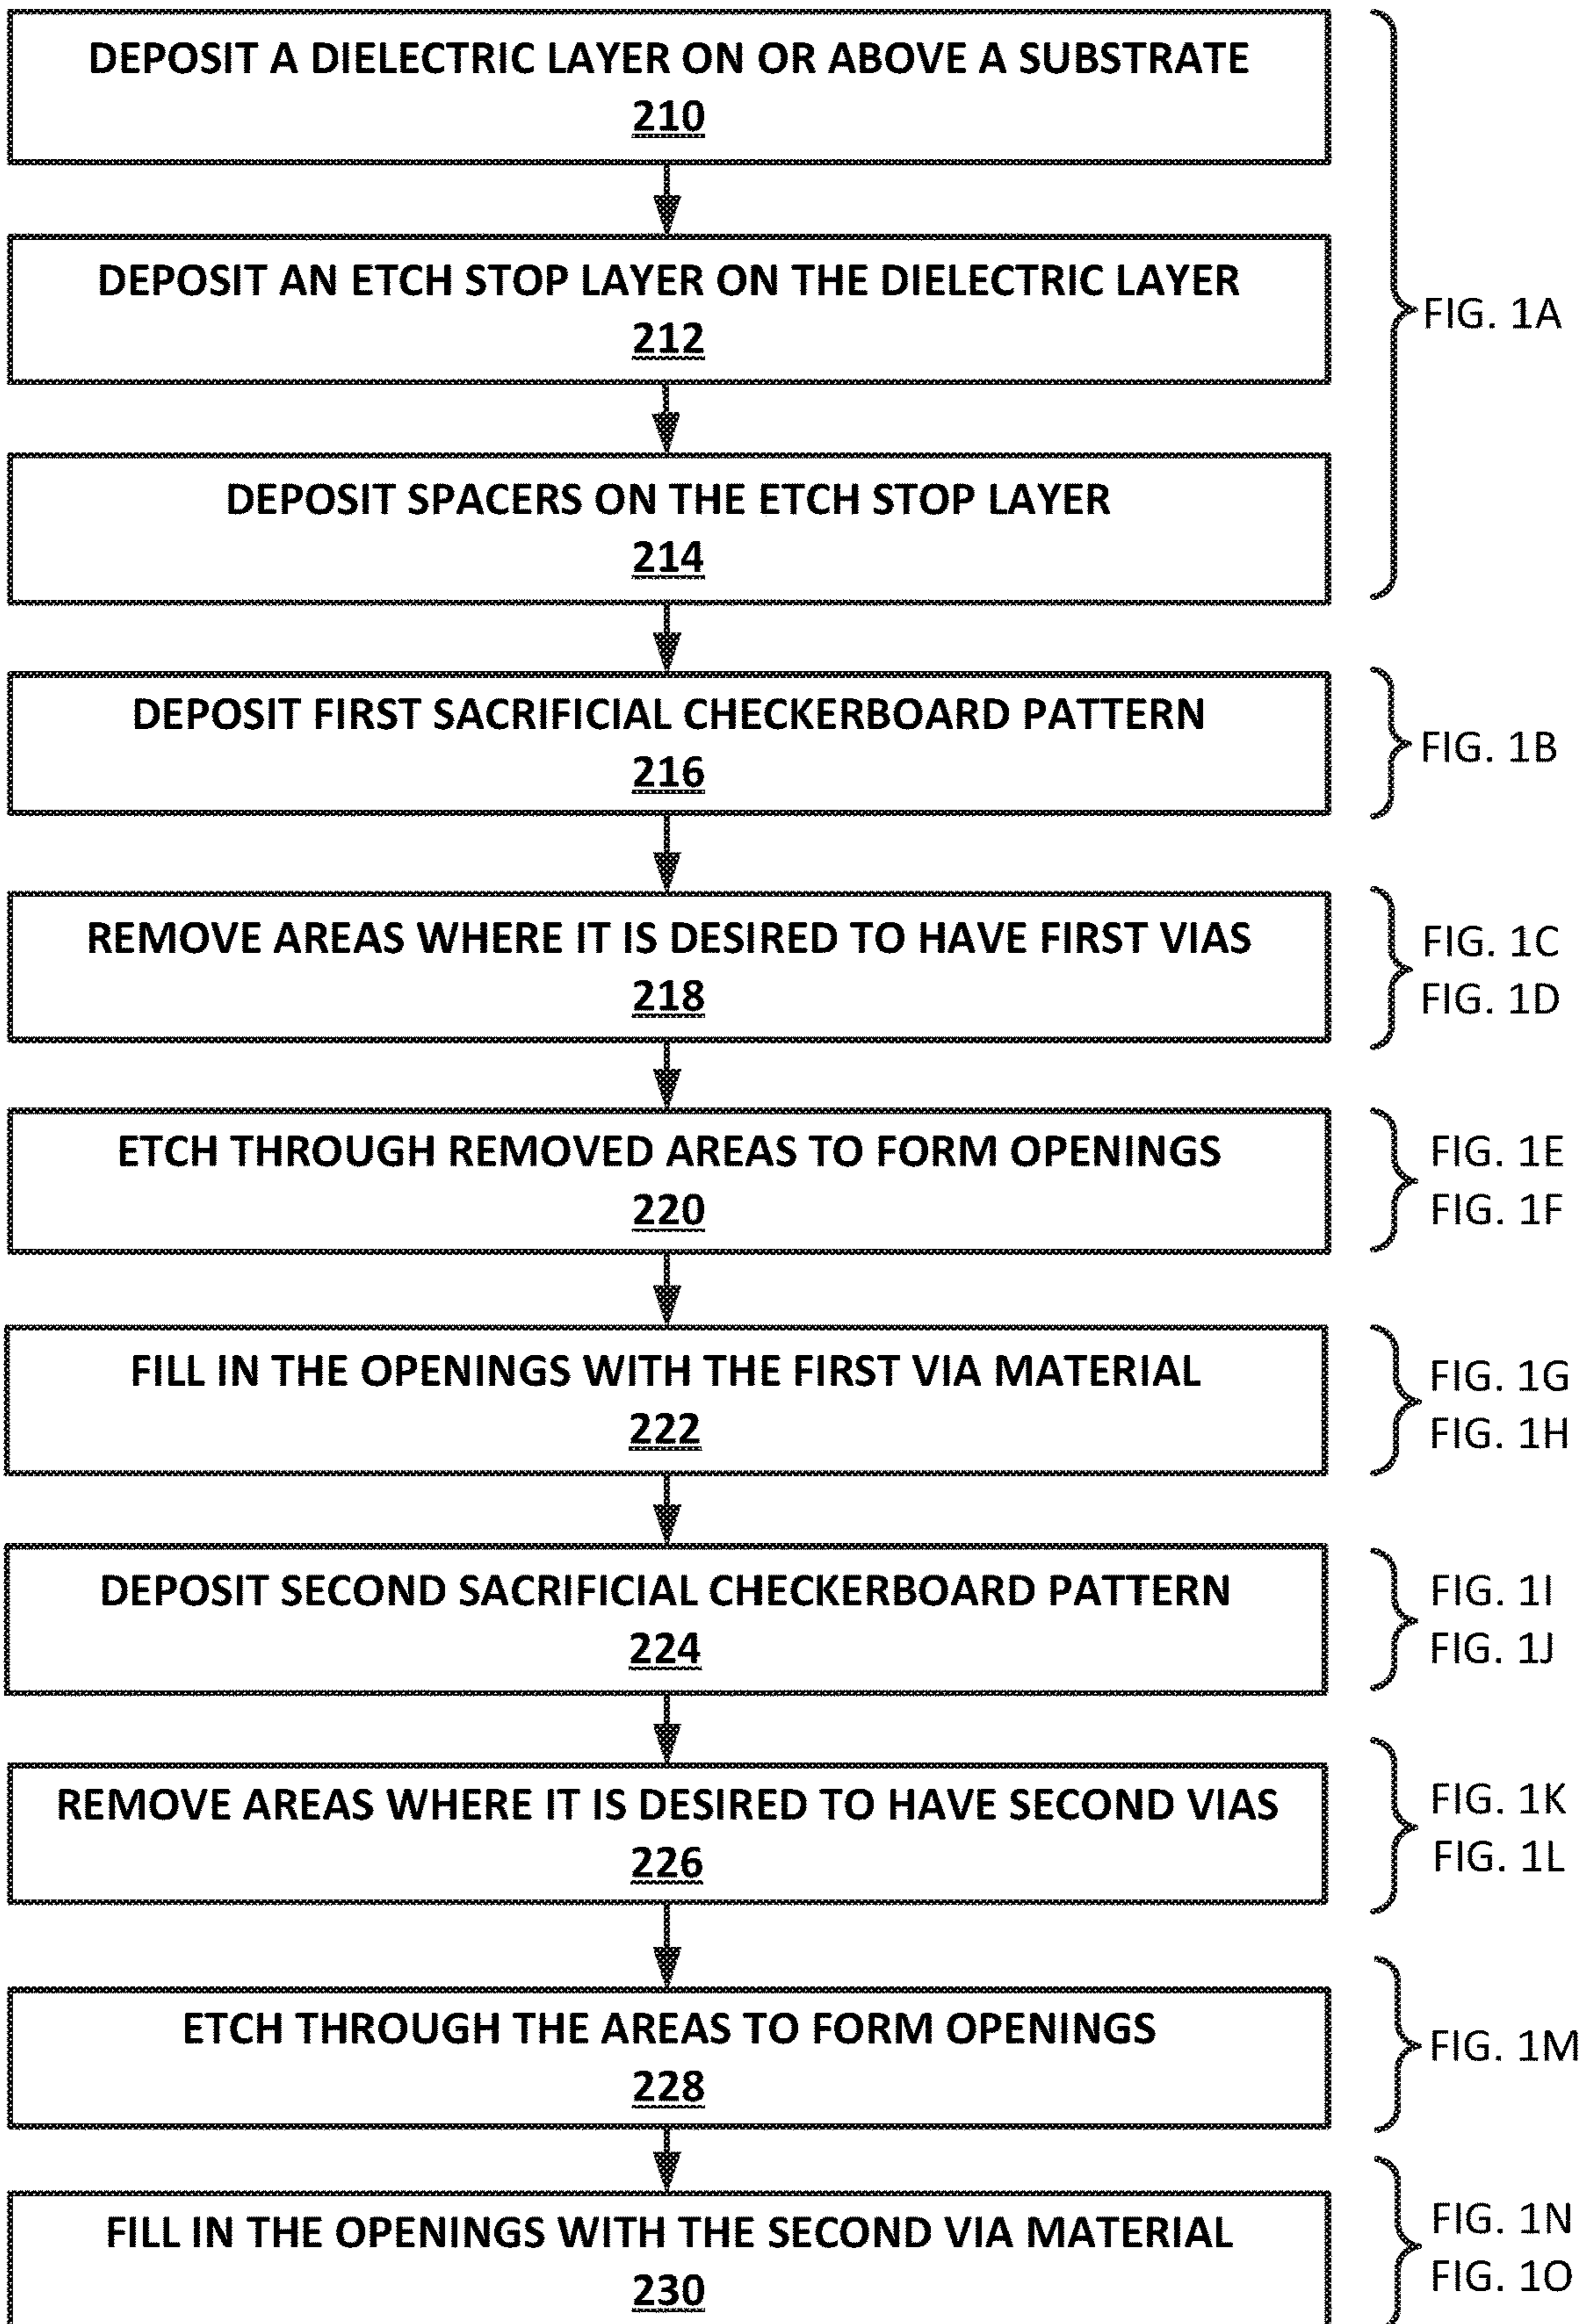 DEPOSIT A DIELECTRIC LAYER ON OR ABOVE A SUBSTRATE
210
DEPOSIT AN ETCH STOP LAYER ON THE DIELECTRIC LAYER
212
DEPOSIT SPACERS ON THE ETCH STOP LAYER
214
FIG. 1A
DEPOSIT FIRST SACRIFICIAL CHECKERBOARD PATTERN
216
FIG. 1B
REMOVE AREAS WHERE IT IS DESIRED TO HAVE FIRST VIAS
218
FIG. 1C
FIG. 1D
ETCH THROUGH REMOVED AREAS TO FORM OPENINGS
220
FIG. 1E
FIG. 1F
FILL IN THE OPENINGS WITH THE FIRST VIA MATERIAL
222
FIG. 1G
FIG. 1H
DEPOSIT SECOND SACRIFICIAL CHECKERBOARD PATTERN
224
FIG. 1I
FIG. 1J
REMOVE AREAS WHERE IT IS DESIRED TO HAVE SECOND VIAS
226
FIG. 1K
FIG. 1L
ETCH THROUGH THE AREAS TO FORM OPENINGS
228
FIG. 1M
FILL IN THE OPENINGS WITH THE SECOND VIA MATERIAL
230
FIG. 1N
FIG. 1O